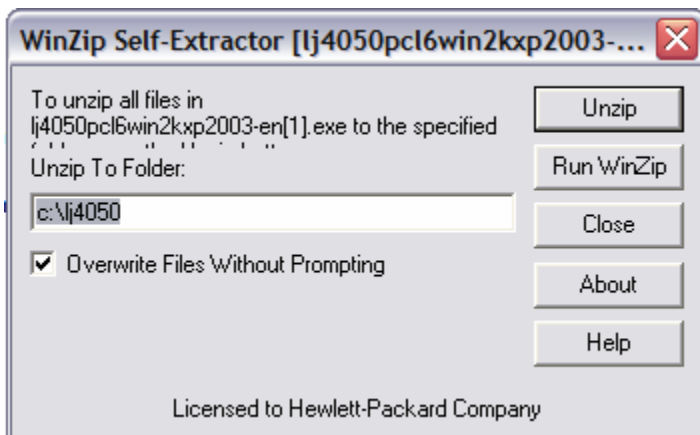 WinZip Self-Extractor [lj4050pcl6win2kxp2003-...
To unzip all files in
lj4050pcl6win2kxp2003-en[1].exe to the specified
Unzip To Folder:
c:\lj4050
Overwrite Files Without Prompting
Unzip
Run WinZip
Close
About
Help
Licensed to Hewlett-Packard Company